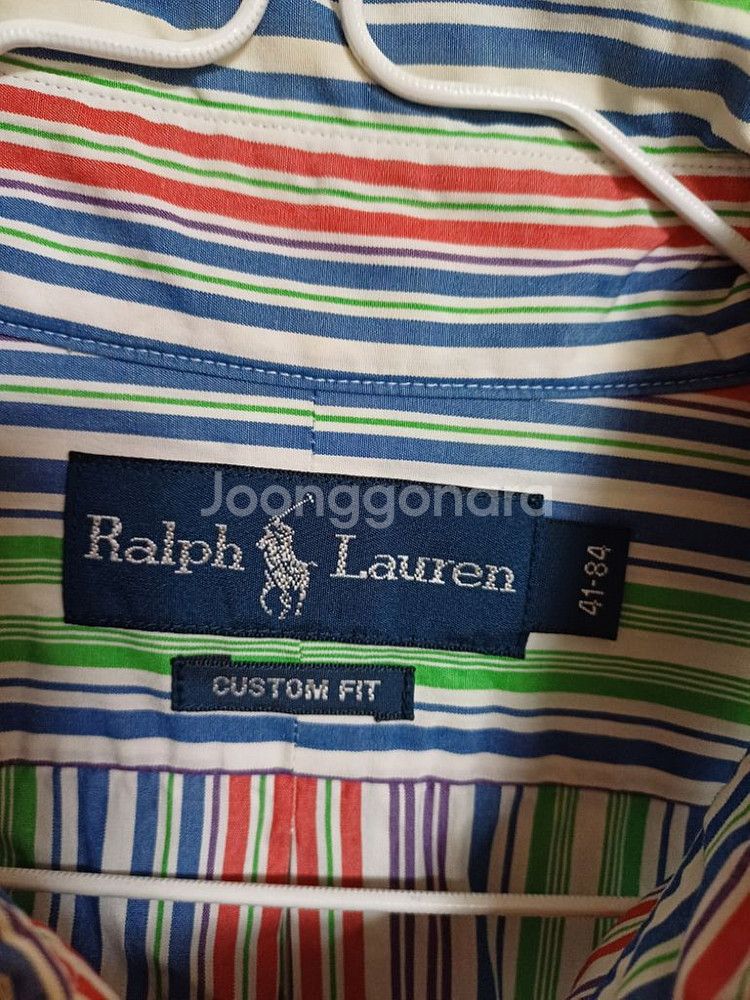 Joonggonara
Ralph Lauren
41-84
CUSTOM FIT